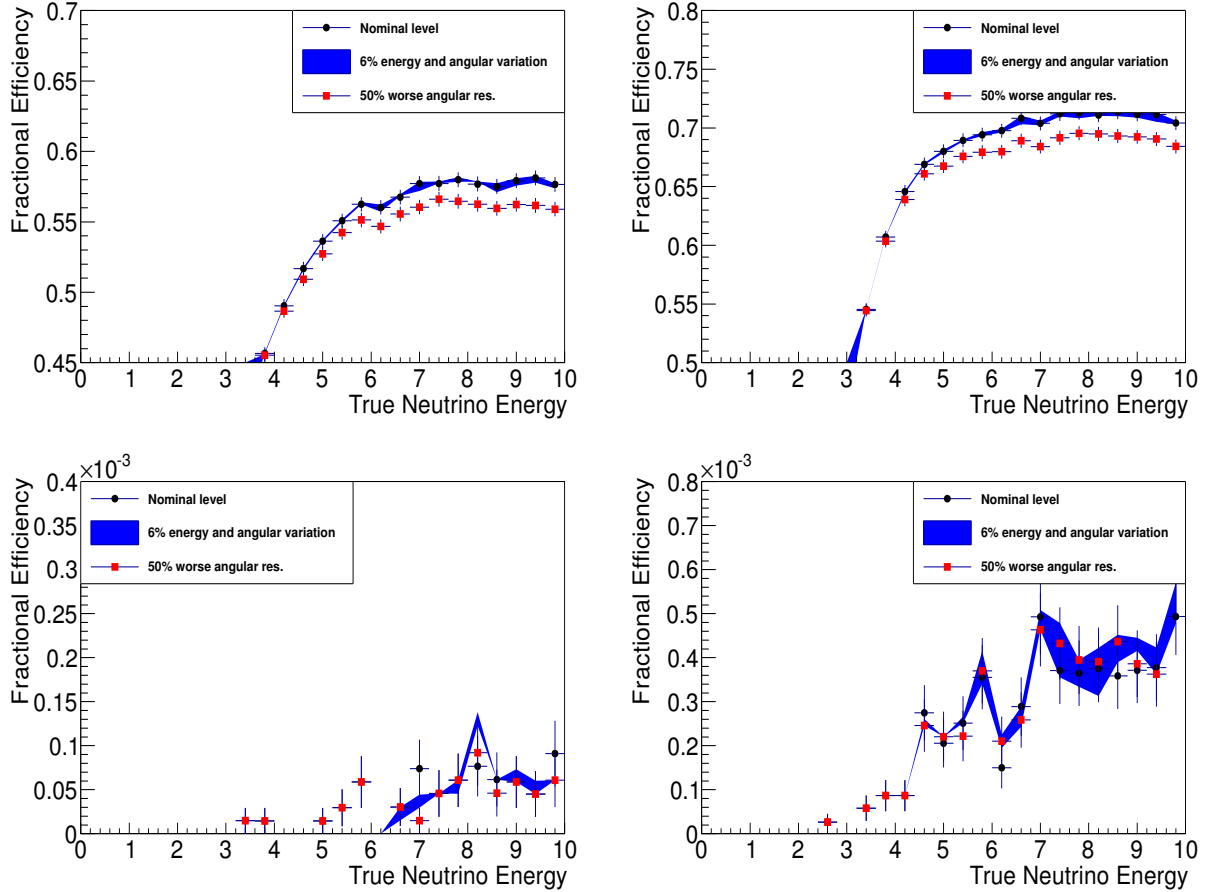 Fractional Efficiency
0.7
0.65
0.6
0.55
0.5
0.45
0 1 2 3 4 5 6 7 8 9 10
True Neutrino Energy
Nominal level
6% energy and angular variation
50% worse angular res.
Fractional Efficiency
0.8
0.75
0.7
0.65
0.6
0.55
0.5
0 1 2 3 4 5 6 7 8 9 10
True Neutrino Energy
Nominal level
6% energy and angular variation
50% worse angular res.
Fractional Efficiency
×10⁻³
0.4
0.35
0.3
0.25
0.2
0.15
0.1
0.05
0
0 1 2 3 4 5 6 7 8 9 10
True Neutrino Energy
Nominal level
6% energy and angular variation
50% worse angular res.
Fractional Efficiency
×10⁻³
0.8
0.7
0.6
0.5
0.4
0.3
0.2
0.1
0
0 1 2 3 4 5 6 7 8 9 10
True Neutrino Energy
Nominal level
6% energy and angular variation
50% worse angular res.